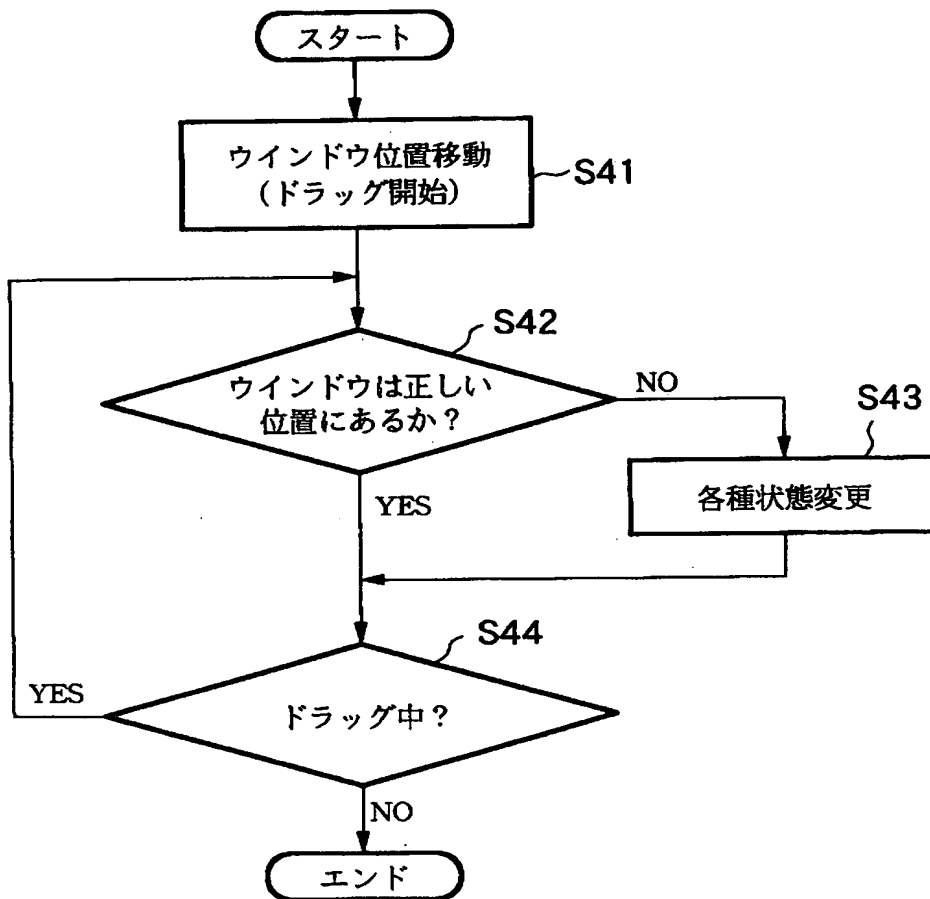 スタート
ウインドウ位置移動
(ドラッグ開始)
S41
S42
ウインドウは正しい
位置にあるか?
NO
S43
各種状態変更
YES
S44
YES
ドラッグ中?
NO
エンド